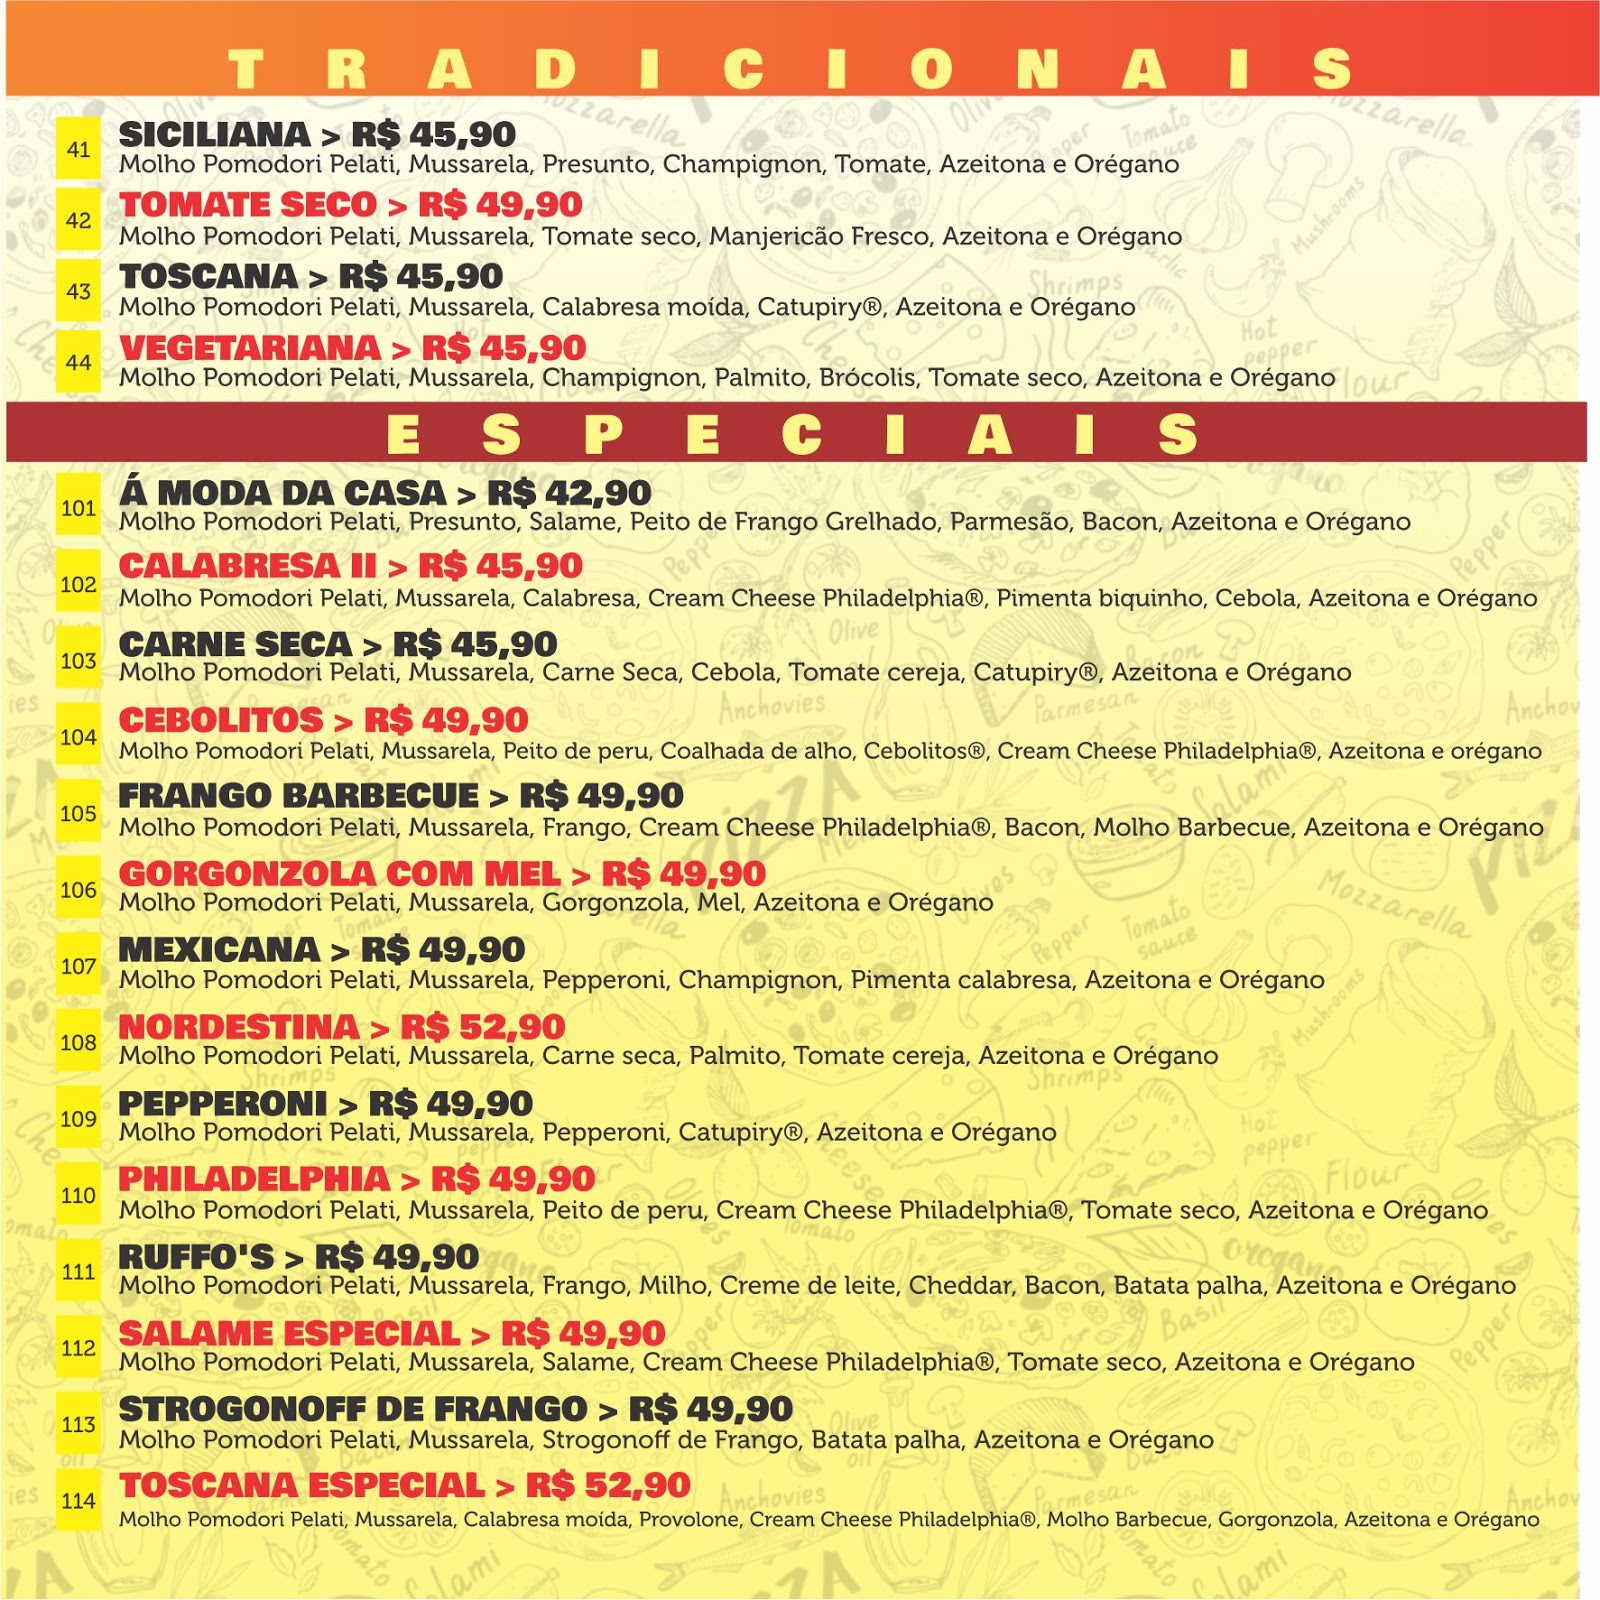 TRADICIONAIS
41
SICILIANA > R$ 45,90
Molho Pomodori Pelati, Mussarela, Presunto, Champignon, Tomate, Azeitona e Orégano
42
TOMATE SECO > R$ 49,90
Molho Pomodori Pelati, Mussarela, Tomate seco, Manjericão Fresco, Azeitona e Orégano
43
TOSCANA > R$ 45,90
Molho Pomodori Pelati, Mussarela, Calabresa moída, Catupiry®, Azeitona e Orégano
44
VEGETARIANA > R$ 45,90
Molho Pomodori Pelati, Mussarela, Champignon, Palmito, Brócolis, Tomate seco, Azeitona e Orégano
ESPECIAIS
101
Á MODA DA CASA > R$ 42,90
Molho Pomodori Pelati, Presunto, Salame, Peito de Frango Grelhado, Parmesão, Bacon, Azeitona e Orégano
102
CALABRESA II > R$ 45,90
Molho Pomodori Pelati, Mussarela, Calabresa, Cream Cheese Philadelphia®, Pimenta biquinho, Cebola, Azeitona e Orégano
103
CARNE SECA > R$ 45,90
Molho Pomodori Pelati, Mussarela, Carne Seca, Cebola, Tomate cereja, Catupiry®, Azeitona e Orégano
104
CEBOLITOS > R$ 49,90
Molho Pomodori Pelati, Mussarela, Peito de peru, Coalhada de alho, Cebolitos®, Cream Cheese Philadelphia®, Azeitona e orégano
105
FRANGO BARBECUE > R$ 49,90
Molho Pomodori Pelati, Mussarela, Frango, Cream Cheese Philadelphia®, Bacon, Molho Barbecue, Azeitona e Orégano
106
GORGONZOLA COM MEL > R$ 49,90
Molho Pomodori Pelati, Mussarela, Gorgonzola, Mel, Azeitona e Orégano
107
MEXICANA > R$ 49,90
Molho Pomodori Pelati, Mussarela, Pepperoni, Champignon, Pimenta calabresa, Azeitona e Orégano
108
NORDESTINA > R$ 52,90
Molho Pomodori Pelati, Mussarela, Carne seca, Palmito, Tomate cereja, Azeitona e Orégano
109
PEPPERONI > R$ 49,90
Molho Pomodori Pelati, Mussarela, Pepperoni, Catupiry®, Azeitona e Orégano
110
PHILADELPHIA > R$ 49,90
Molho Pomodori Pelati, Mussarela, Peito de peru, Cream Cheese Philadelphia®, Tomate seco, Azeitona e Orégano
111
RUFFO'S > R$ 49,90
Molho Pomodori Pelati, Mussarela, Frango, Milho, Creme de leite, Cheddar, Bacon, Batata palha, Azeitona e Orégano
112
SALAME ESPECIAL > R$ 49,90
Molho Pomodori Pelati, Mussarela, Salame, Cream Cheese Philadelphia®, Tomate seco, Azeitona e Orégano
113
STROGONOFF DE FRANGO > R$ 49,90
Molho Pomodori Pelati, Mussarela, Strogonoff de Frango, Batata palha, Azeitona e Orégano
114
TOSCANA ESPECIAL > R$ 52,90
Molho Pomodori Pelati, Mussarela, Calabresa moída, Provolone, Cream Cheese Philadelphia®, Molho Barbecue, Gorgonzola, Azeitona e Orégano